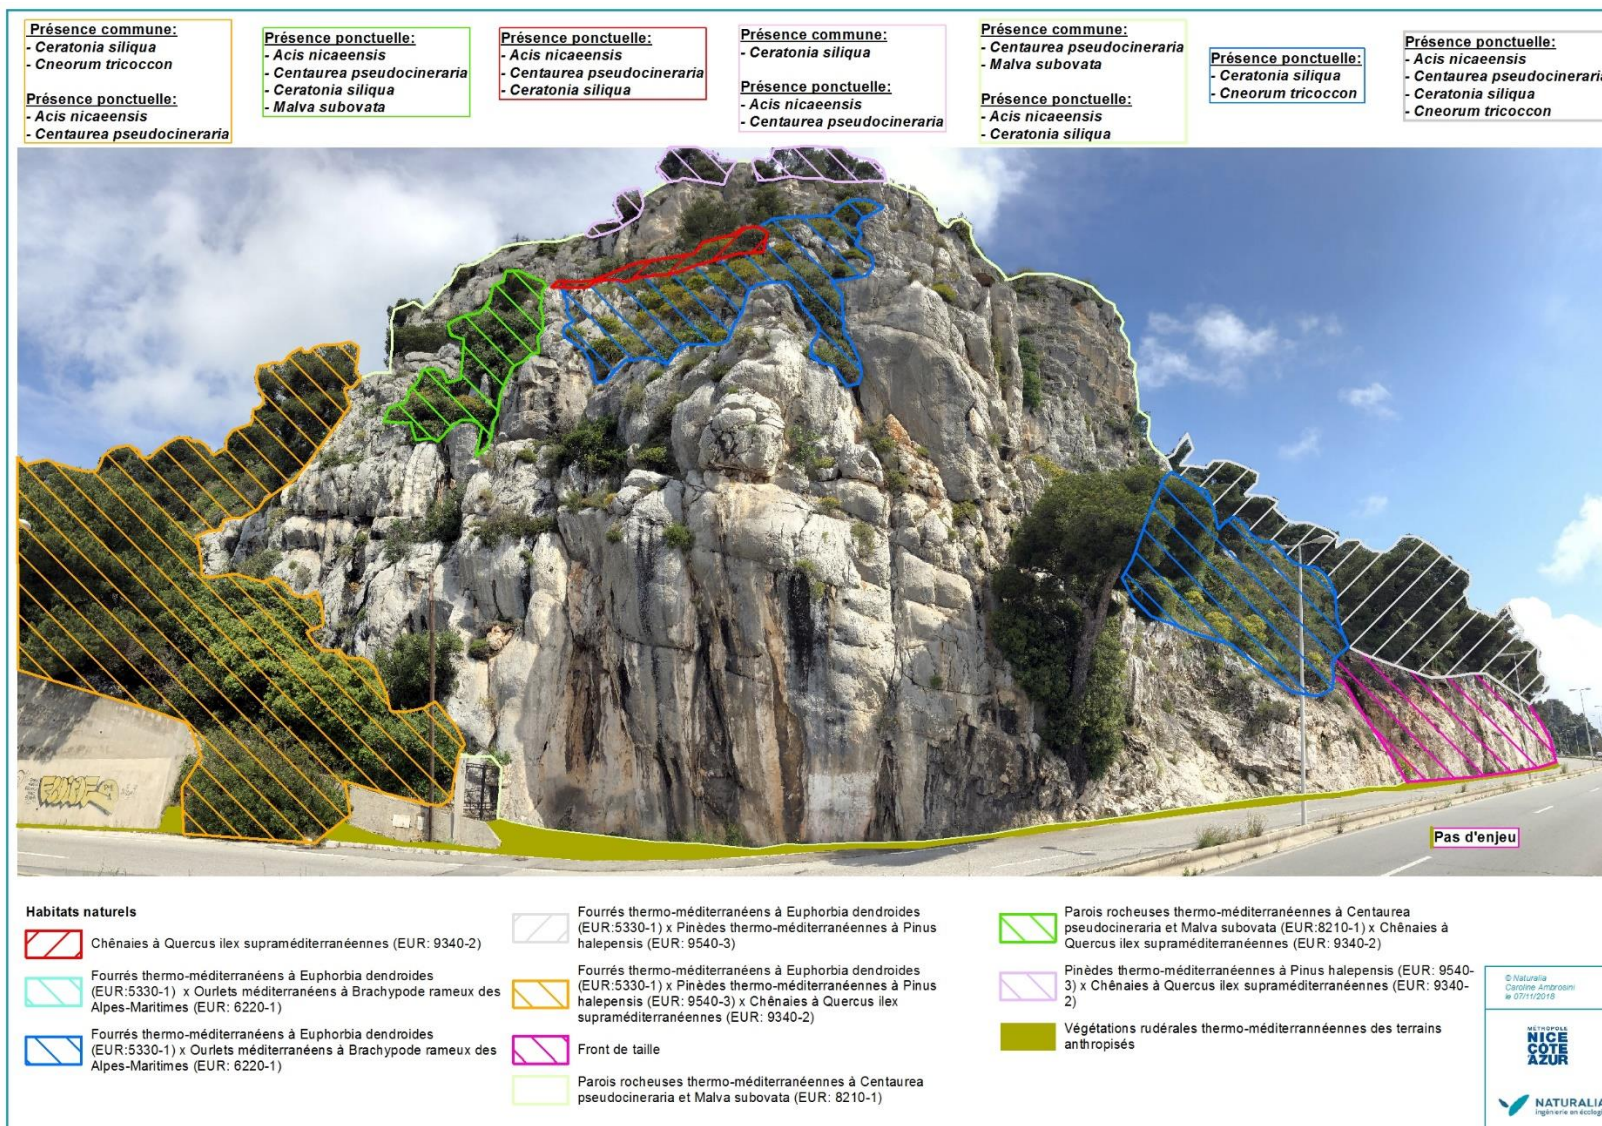 Présence commune:
- Ceratonia siliqua
- Cneorum tricoccon
Présence ponctuelle:
- Acis nicaeensis
- Centaurea pseudocineraria
Présence ponctuelle:
- Acis nicaeensis
- Centaurea pseudocineraria
- Ceratonia siliqua
- Malva subovata
Présence ponctuelle:
- Acis nicaeensis
- Centaurea pseudocineraria
- Ceratonia siliqua
Présence commune:
- Ceratonia siliqua
Présence ponctuelle:
- Acis nicaeensis
- Centaurea pseudocineraria
Présence commune:
- Centaurea pseudocineraria
- Malva subovata
Présence ponctuelle:
- Acis nicaeensis
- Ceratonia siliqua
Présence ponctuelle:
- Ceratonia siliqua
- Cneorum tricoccon
Présence ponctuelle:
- Acis nicaeensis
- Centaurea pseudocineraria
- Ceratonia siliqua
- Cneorum tricoccon
Pas d'enjeu
Habitats naturels
Chênaies à Quercus ilex supraméditerranéennes (EUR: 9340-2)
Fourrés thermo-méditerranéens à Euphorbia dendroides
(EUR:5330-1) x Ourlets méditerranéens à Brachypode rameux des
Alpes-Maritimes (EUR: 6220-1)
Fourrés thermo-méditerranéens à Euphorbia dendroides
(EUR:5330-1) x Ourlets méditerranéens à Brachypode rameux des
Alpes-Maritimes (EUR: 6220-1)
Fourrés thermo-méditerranéens à Euphorbia dendroides
(EUR:5330-1) x Pinèdes thermo-méditerranéennes à Pinus
halepensis (EUR: 9540-3)
Fourrés thermo-méditerranéens à Euphorbia dendroides
(EUR:5330-1) x Pinèdes thermo-méditerranéennes à Pinus
halepensis (EUR: 9540-3) x Chênaies à Quercus ilex
supraméditerranéennes (EUR: 9340-2)
Front de taille
Parois rocheuses thermo-méditerranéennes à Centaurea
pseudocineraria et Malva subovata (EUR: 8210-1)
Parois rocheuses thermo-méditerranéennes à Centaurea
pseudocineraria et Malva subovata (EUR:8210-1) x Chênaies à
Quercus ilex supraméditerranéennes (EUR: 9340-2)
Pinèdes thermo-méditerranéennes à Pinus halepensis (EUR: 9540-
3) x Chênaies à Quercus ilex supraméditerranéennes (EUR: 9340-
2)
Végétations rudérales thermo-méditerrannéennes des terrains
anthropisés
© Naturalia
Caroline Ambrosini
le 07/11/2018
MÉTROPOLE
NICE
CÔTE
AZUR
NATURALIA
ingénierie en écologie